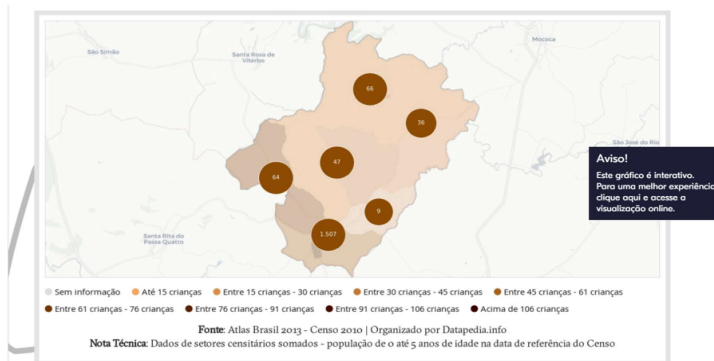 São Simão
Santa Rosa de
Viterbo
Mococa
66
36
São José do Rio
47
64
9
1.507
Santa Rita do
Passa Quatro
Aviso!
Este gráfico é interativo.
Para uma melhor experiência
clique aqui e acesse a
visualização online.
Sem informação Até 15 crianças Entre 15 crianças - 30 crianças Entre 30 crianças - 45 crianças Entre 45 crianças - 61 crianças
Entre 61 crianças - 76 crianças Entre 76 crianças - 91 crianças Entre 91 crianças - 106 crianças Acima de 106 crianças
Fonte: Atlas Brasil 2013 - Censo 2010 | Organizado por Datapedia.info
Nota Técnica: Dados de setores censitários somados - população de 0 até 5 anos de idade na data de referência do Censo